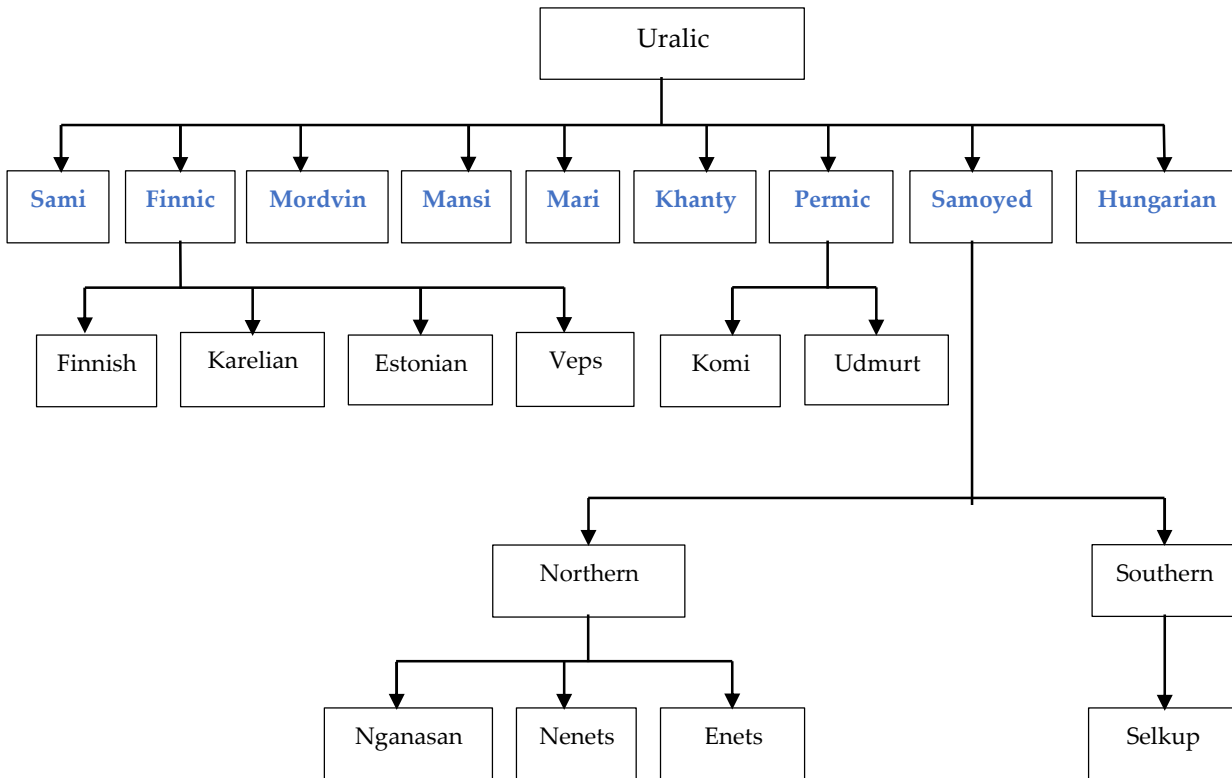 Uralic
Sami
Finnic
Mordvin
Mansi
Mari
Khanty
Permic
Samoyed
Hungarian
Finnish
Karelian
Estonian
Veps
Komi
Udmurt
Northern
Southern
Nganasan
Nenets
Enets
Selkup